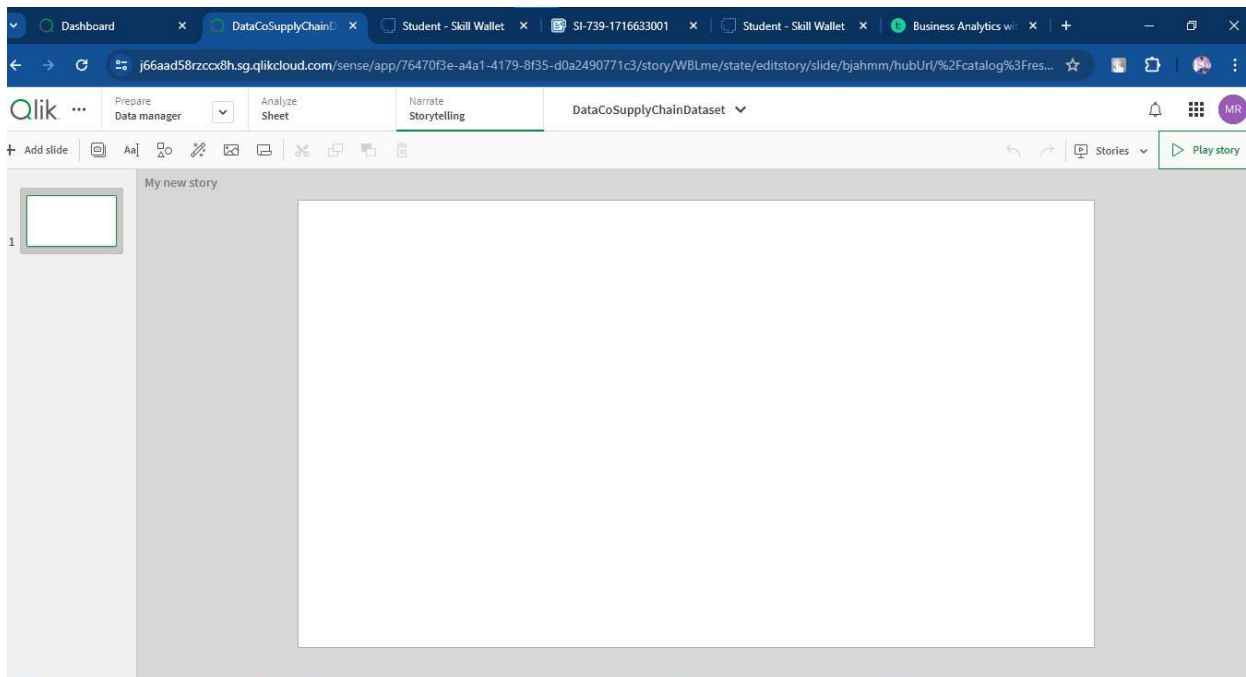 Dashboard
DataCoSupplyChainD
Student - Skill Wallet
SI-739-1716633001
Student - Skill Wallet
Business Analytics wi
j66aad58rzccx8h.sg.qlikcloud.com/sense/app/76470f3e-a4a1-4179-8f35-d0a2490771c3/story/WBLme/state/editstory/slide/bjahmm/hubUrl/%2Fcatalog%3Fres...
Qlik
Prepare
Data manager
Analyze
Sheet
Narrate
Storytelling
DataCoSupplyChainDataset
MR
+ Add slide
Aa
Stories
Play story
My new story
1